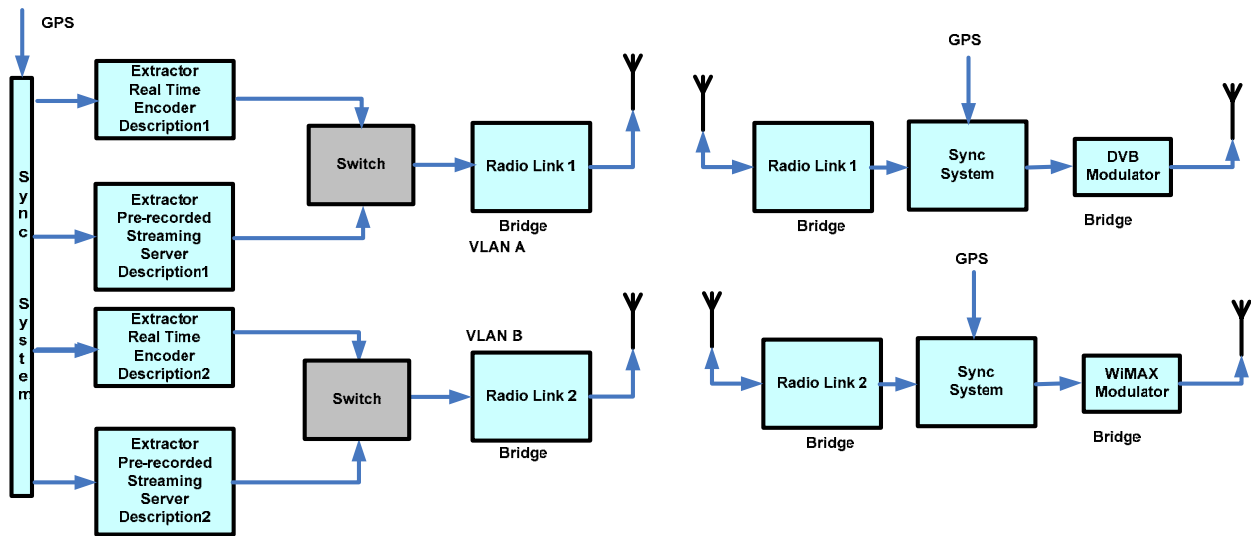 GPS
Sync System
Extractor
Real Time
Encoder
Description1
Extractor
Pre-recorded
Streaming
Server
Description1
Extractor
Real Time
Encoder
Description2
Extractor
Pre-recorded
Streaming
Server
Description2
Switch
Switch
Radio Link 1
Bridge
VLAN A
VLAN B
Radio Link 2
Bridge
Radio Link 1
Bridge
GPS
Sync
System
DVB
Modulator
Bridge
Radio Link 2
Bridge
GPS
Sync
System
WiMAX
Modulator
Bridge